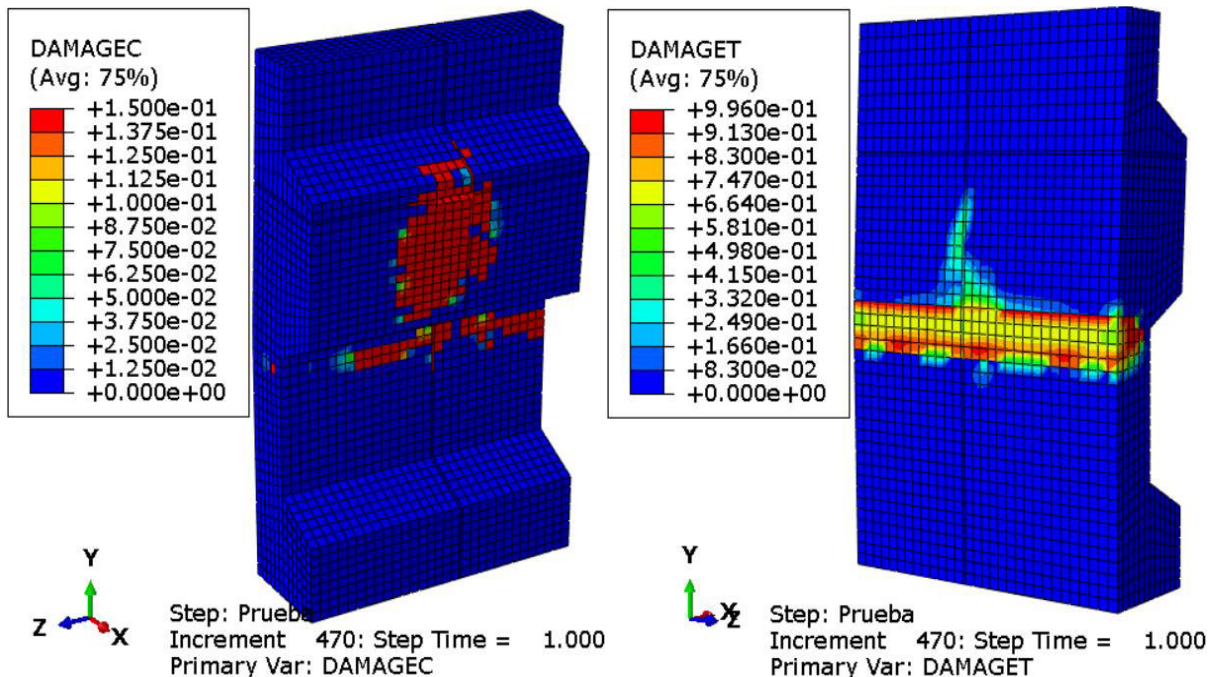 DAMAGEC
(Avg: 75%)
+1.500e-01
+1.375e-01
+1.250e-01
+1.125e-01
+1.000e-01
+8.750e-02
+7.500e-02
+6.250e-02
+5.000e-02
+3.750e-02
+2.500e-02
+1.250e-02
+0.000e+00
Y
Z
X
Step: Prueba
Increment 470: Step Time = 1.000
Primary Var: DAMAGEC
DAMAGET
(Avg: 75%)
+9.960e-01
+9.130e-01
+8.300e-01
+7.470e-01
+6.640e-01
+5.810e-01
+4.980e-01
+4.150e-01
+3.320e-01
+2.490e-01
+1.660e-01
+8.300e-02
+0.000e+00
Y
X
Z
Step: Prueba
Increment 470: Step Time = 1.000
Primary Var: DAMAGET